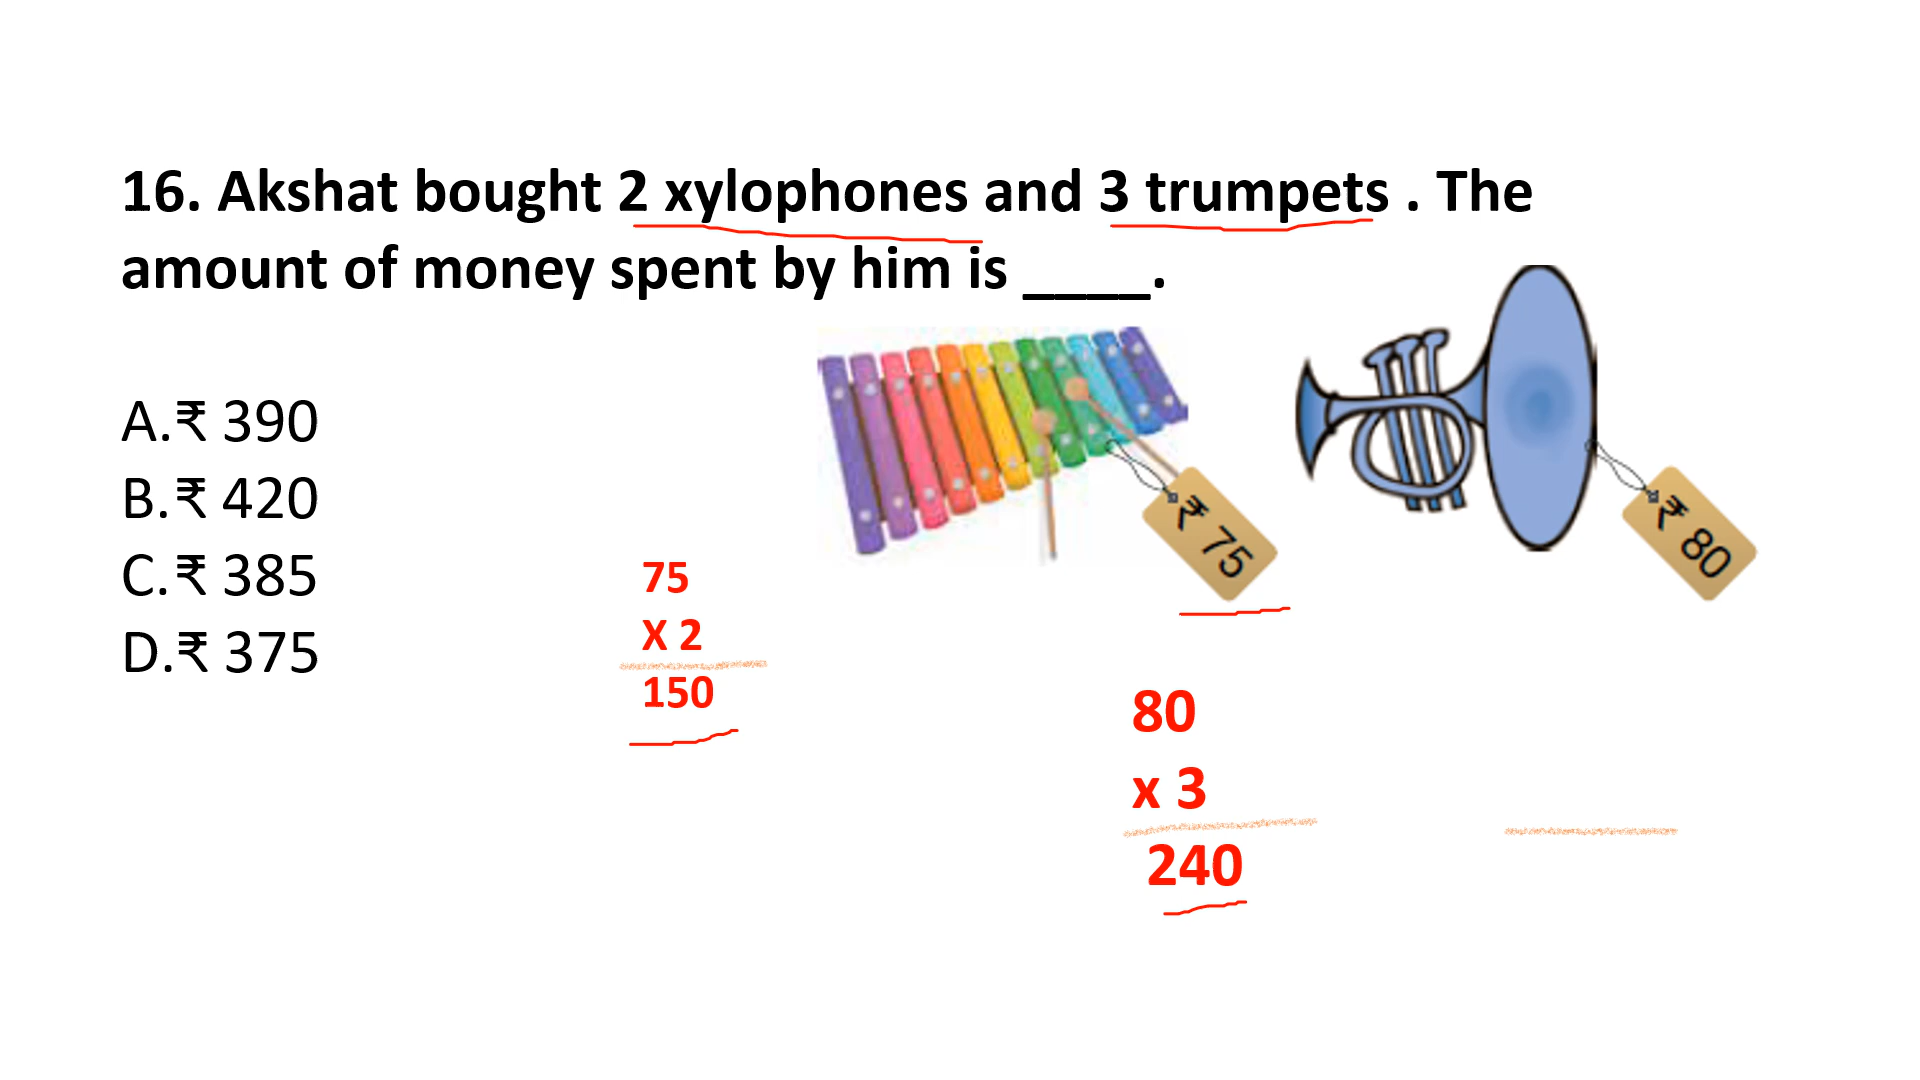 16. Akshat bought 2 xylophones and 3 trumpets . The
amount of money spent by him is ____.
A.₹ 390
B.₹ 420
C.₹ 385
D.₹ 375
₹ 75
₹ 80
75
X 2
150
80
x 3
240